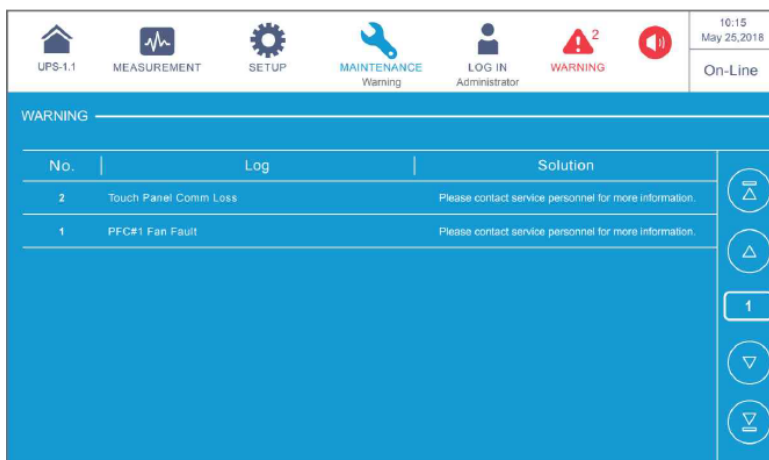 10:15
May 25,2018
2
UPS-1.1 MEASUREMENT SETUP MAINTENANCE LOG IN WARNING
Warning Administrator
On-Line
WARNING
No. Log Solution
2 Touch Panel Comm Loss Please contact service personnel for more information.
1 PFC#1 Fan Fault Please contact service personnel for more information.
1